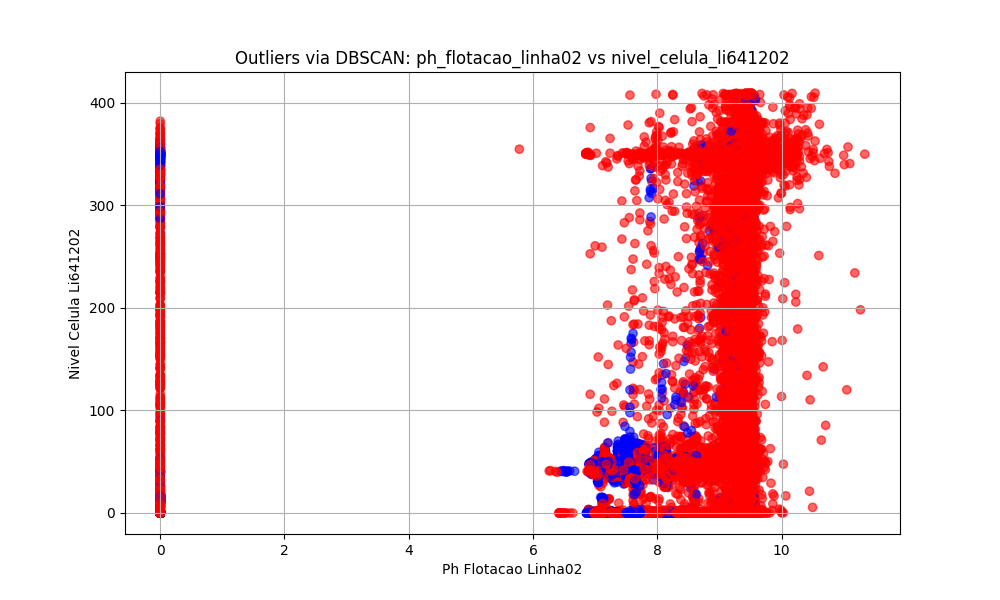 Outliers via DBSCAN: ph_flotacao_linha02 vs nivel_celula_li641202
400
300
200
100
0
Nivel Celula Li641202
0 2 4 6 8 10
Ph Flotacao Linha02